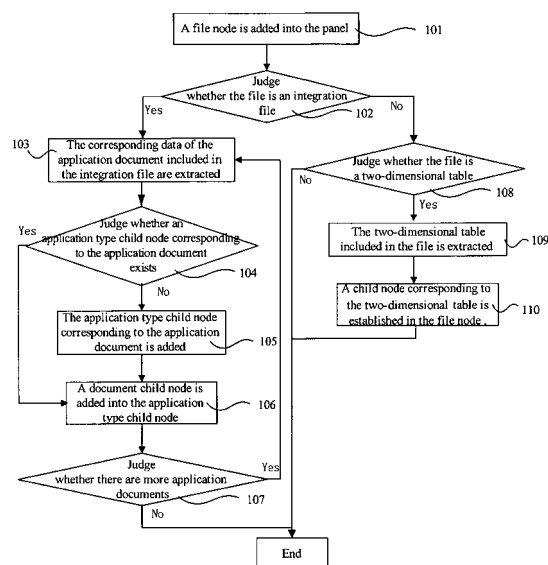 A file node is added into the panel
101
Judge
whether the file is an integration
file
102
Yes
No
103
The corresponding data of the
application document included
in the integration file are extracted
Judge whether the file is
a two-dimensional table
108
No
Yes
Judge whether an
application type child node corresponding
to the application document
exists
104
Yes
No
The two-dimensional table
included in the file is extracted
109
A child node corresponding to
the two-dimensional table is
established in the file node .
110
The application type child node
corresponding to the application
document is added
105
A document child node is
added into the application
type child node
106
Judge
whether there are more application
documents
107
Yes
No
End